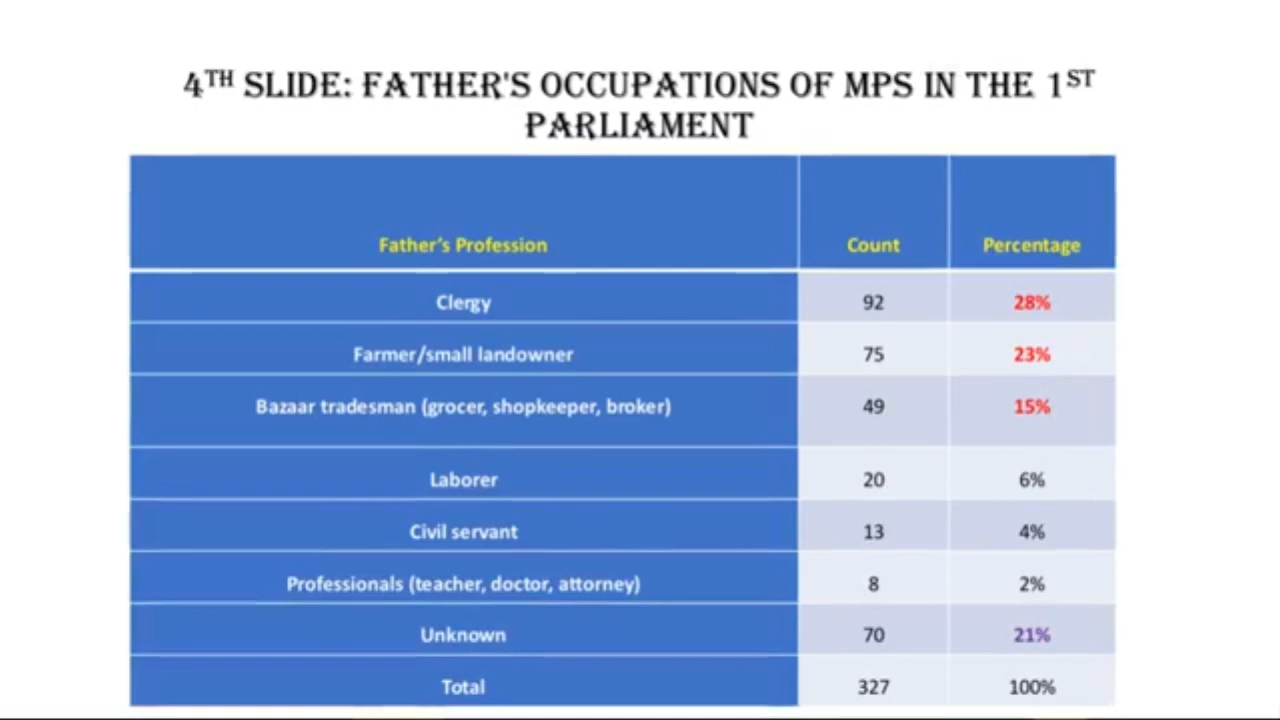 4TH SLIDE: FATHER'S OCCUPATIONS OF MPS IN THE 1ST
PARLIAMENT
Father's Profession Count Percentage
Clergy 92 28%
Farmer/small landowner 75 23%
Bazaar tradesman (grocer, shopkeeper, broker) 49 15%
Laborer 20 6%
Civil servant 13 4%
Professionals (teacher, doctor, attorney) 8 2%
Unknown 70 21%
Total 327 100%